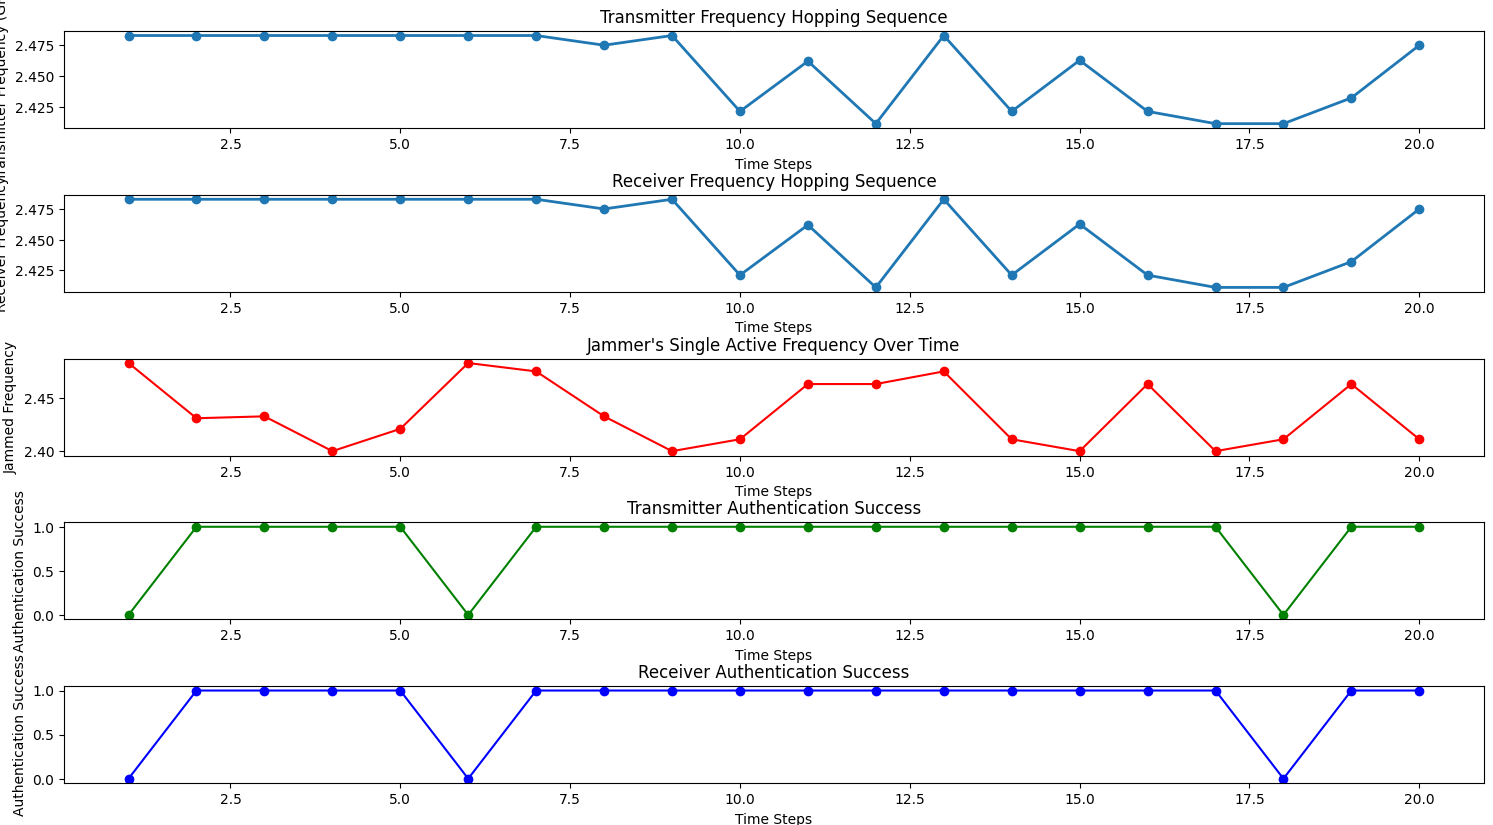 Transmitter Frequency Hopping Sequence
Transmitter Frequency
2.475
2.450
2.425
2.5 5.0 7.5 10.0 12.5 15.0 17.5 20.0
Time Steps
Receiver Frequency Hopping Sequence
Receiver Frequency
2.475
2.450
2.425
2.5 5.0 7.5 10.0 12.5 15.0 17.5 20.0
Time Steps
Jammer's Single Active Frequency Over Time
Jammed Frequency
2.45
2.40
2.5 5.0 7.5 10.0 12.5 15.0 17.5 20.0
Time Steps
Transmitter Authentication Success
Authentication Success
1.0
0.5
0.0
2.5 5.0 7.5 10.0 12.5 15.0 17.5 20.0
Time Steps
Receiver Authentication Success
Authentication Success
1.0
0.5
0.0
2.5 5.0 7.5 10.0 12.5 15.0 17.5 20.0
Time Steps